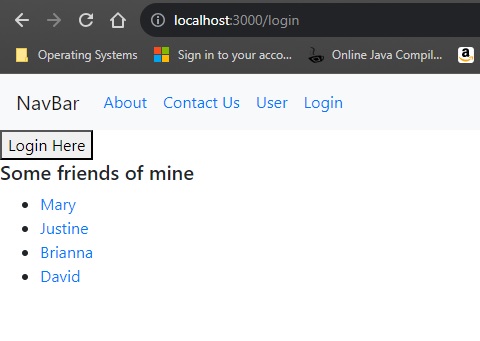 localhost:3000/login
Operating Systems Sign in to your acco... Online Java Compil...
NavBar About Contact Us User Login
Login Here
Some friends of mine
Mary
Justine
Brianna
David